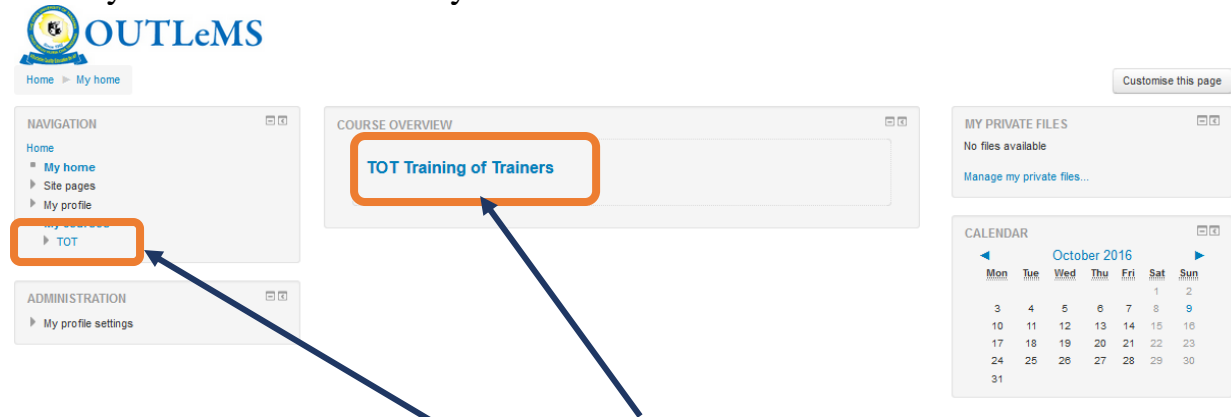 OUTLeMS
Home ► My home
Customise this page
NAVIGATION
Home
My home
Site pages
My profile
TOT
ADMINISTRATION
My profile settings
COURSE OVERVIEW
TOT Training of Trainers
MY PRIVATE FILES
No files available
Manage my private files...
CALENDAR
◄ October 2016 ►
Mon Tue Wed Thu Fri Sat Sun
1 2
3 4 5 6 7 8 9
10 11 12 13 14 15 16
17 18 19 20 21 22 23
24 25 26 27 28 29 30
31